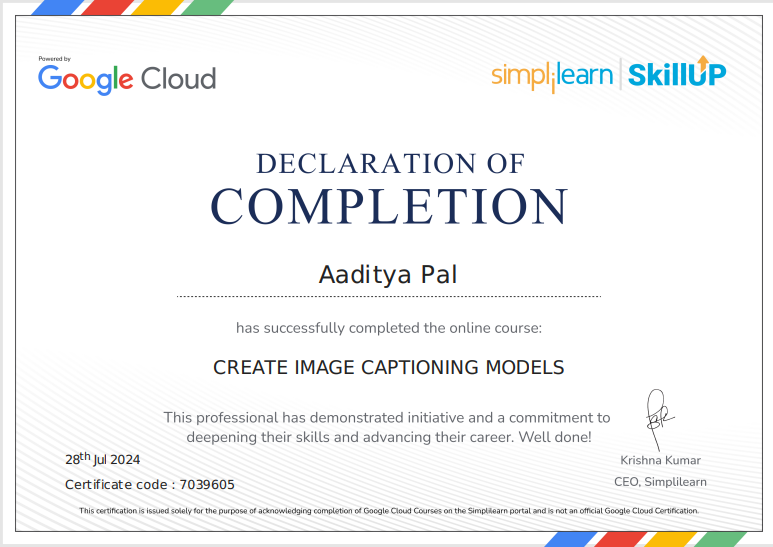 Powered by
Google Cloud
simplilearn | SkillUP
DECLARATION OF
COMPLETION
Aaditya Pal
has successfully completed the online course:
CREATE IMAGE CAPTIONING MODELS
This professional has demonstrated initiative and a commitment to
deepening their skills and advancing their career. Well done!
28th Jul 2024
Certificate code : 7039605
Krishna Kumar
CEO, Simplilearn
This certification is issued solely for the purpose of acknowledging completion of Google Cloud Courses on the Simplilearn portal and is not an official Google Cloud Certification.